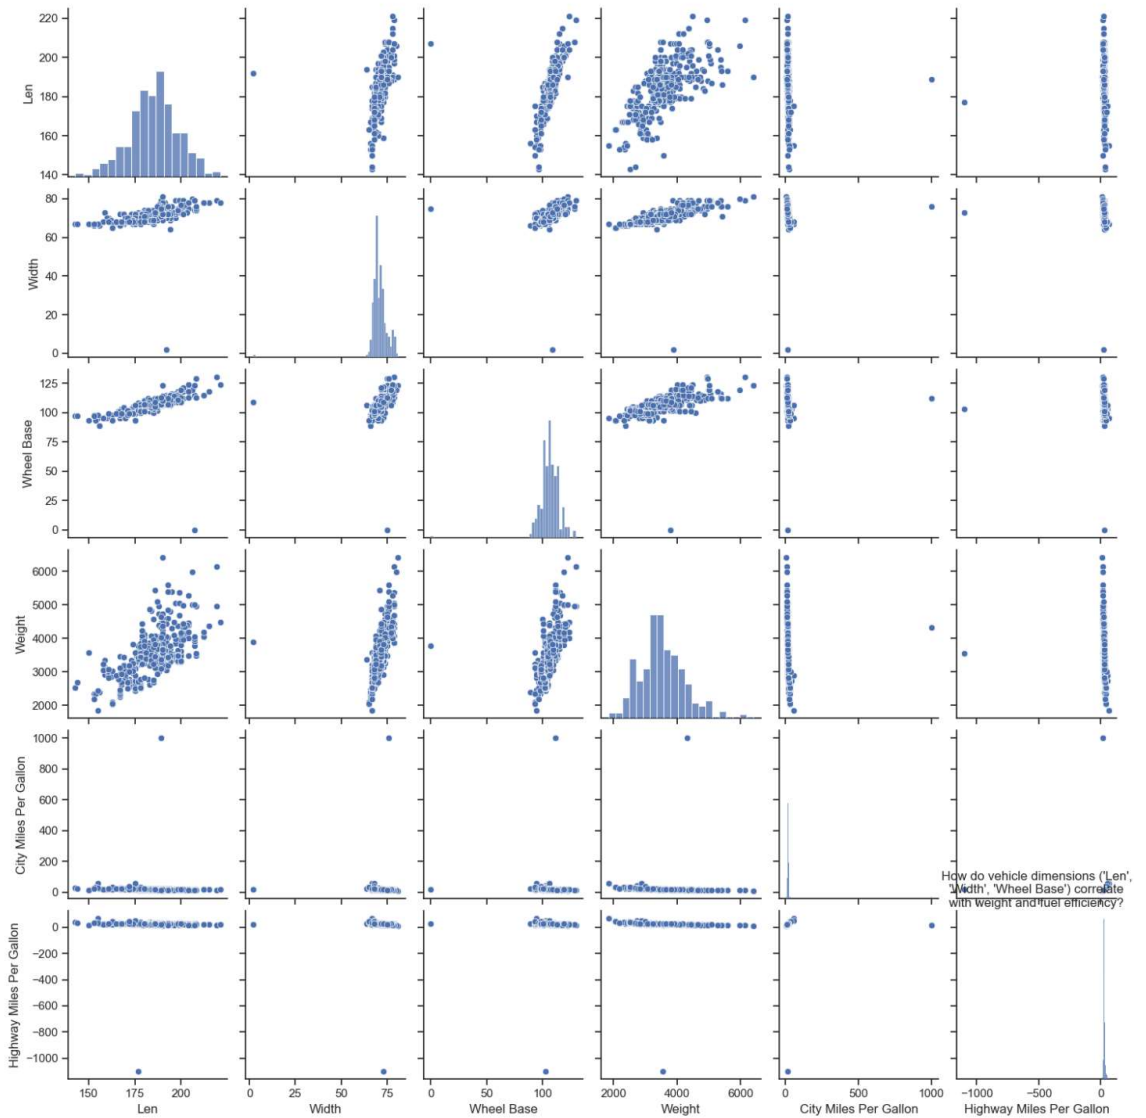 220
200
180
160
140
Len
80
60
40
20
0
Width
125
100
75
50
25
0
Wheel Base
6000
5000
4000
3000
2000
Weight
1000
800
600
400
200
0
City Miles Per Gallon
How do vehicle dimensions ('Len',
'Width', 'Wheel Base') correlate
with weight and fuel efficiency?
0
−200
−400
−600
−800
−1000
Highway Miles Per Gallon
150 175 200
0 25 50 75
0 50 100
2000 4000 6000
0 500 1000
−1000 −500 0
Len
Width
Wheel Base
Weight
City Miles Per Gallon
Highway Miles Per Gallon